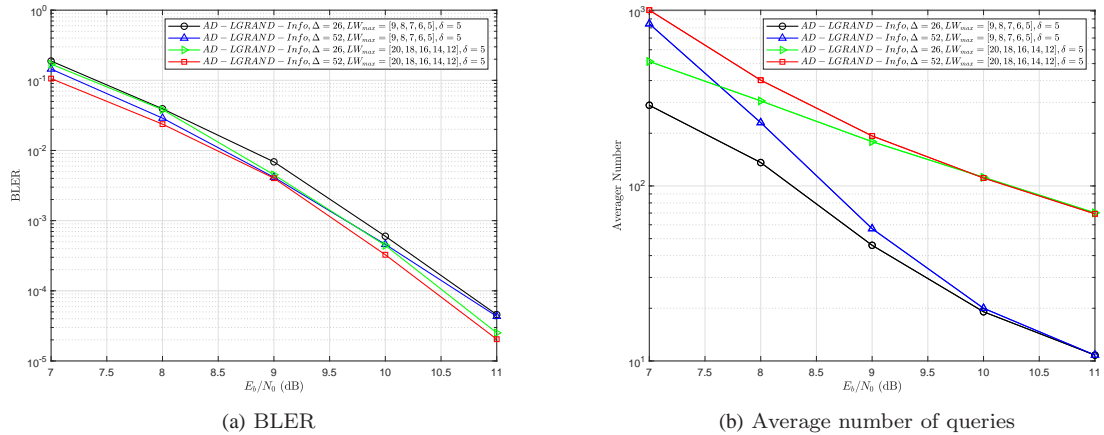 AD − LGRAND − Info, Δ = 26, LW_max = [9, 8, 7, 6, 5], δ = 5
AD − LGRAND − Info, Δ = 52, LW_max = [9, 8, 7, 6, 5], δ = 5
AD − LGRAND − Info, Δ = 26, LW_max = [20, 18, 16, 14, 12], δ = 5
AD − LGRAND − Info, Δ = 52, LW_max = [20, 18, 16, 14, 12], δ = 5
10^0
10^-1
10^-2
10^-3
10^-4
10^-5
BLER
7 7.5 8 8.5 9 9.5 10 10.5 11
E_b/N_0 (dB)
(a) BLER
AD − LGRAND − Info, Δ = 26, LW_max = [9, 8, 7, 6, 5], δ = 5
AD − LGRAND − Info, Δ = 52, LW_max = [9, 8, 7, 6, 5], δ = 5
AD − LGRAND − Info, Δ = 26, LW_max = [20, 18, 16, 14, 12], δ = 5
AD − LGRAND − Info, Δ = 52, LW_max = [20, 18, 16, 14, 12], δ = 5
10^3
10^2
10^1
Averager Number
7 7.5 8 8.5 9 9.5 10 10.5 11
E_b/N_0 (dB)
(b) Average number of queries